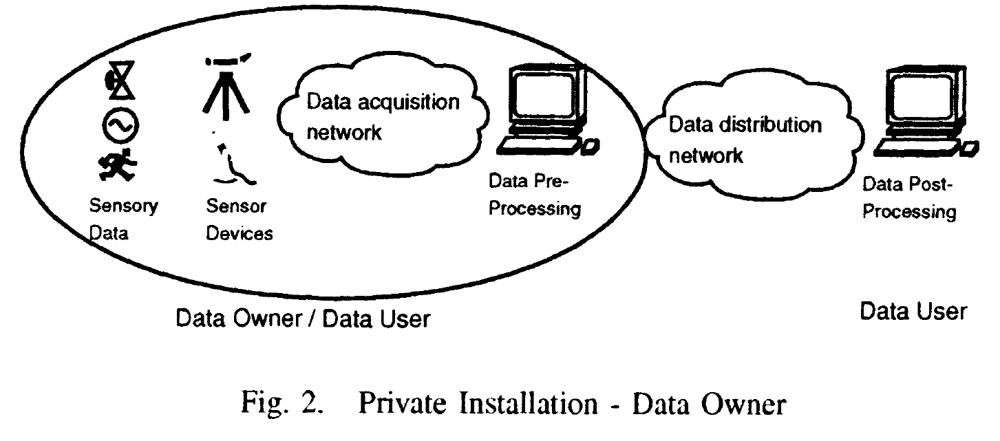 Data acquisition
network
Data distribution
network
Sensory
Data
Sensor
Devices
Data Pre-
Processing
Data Post-
Processing
Data Owner / Data User
Data User
Fig. 2. Private Installation - Data Owner